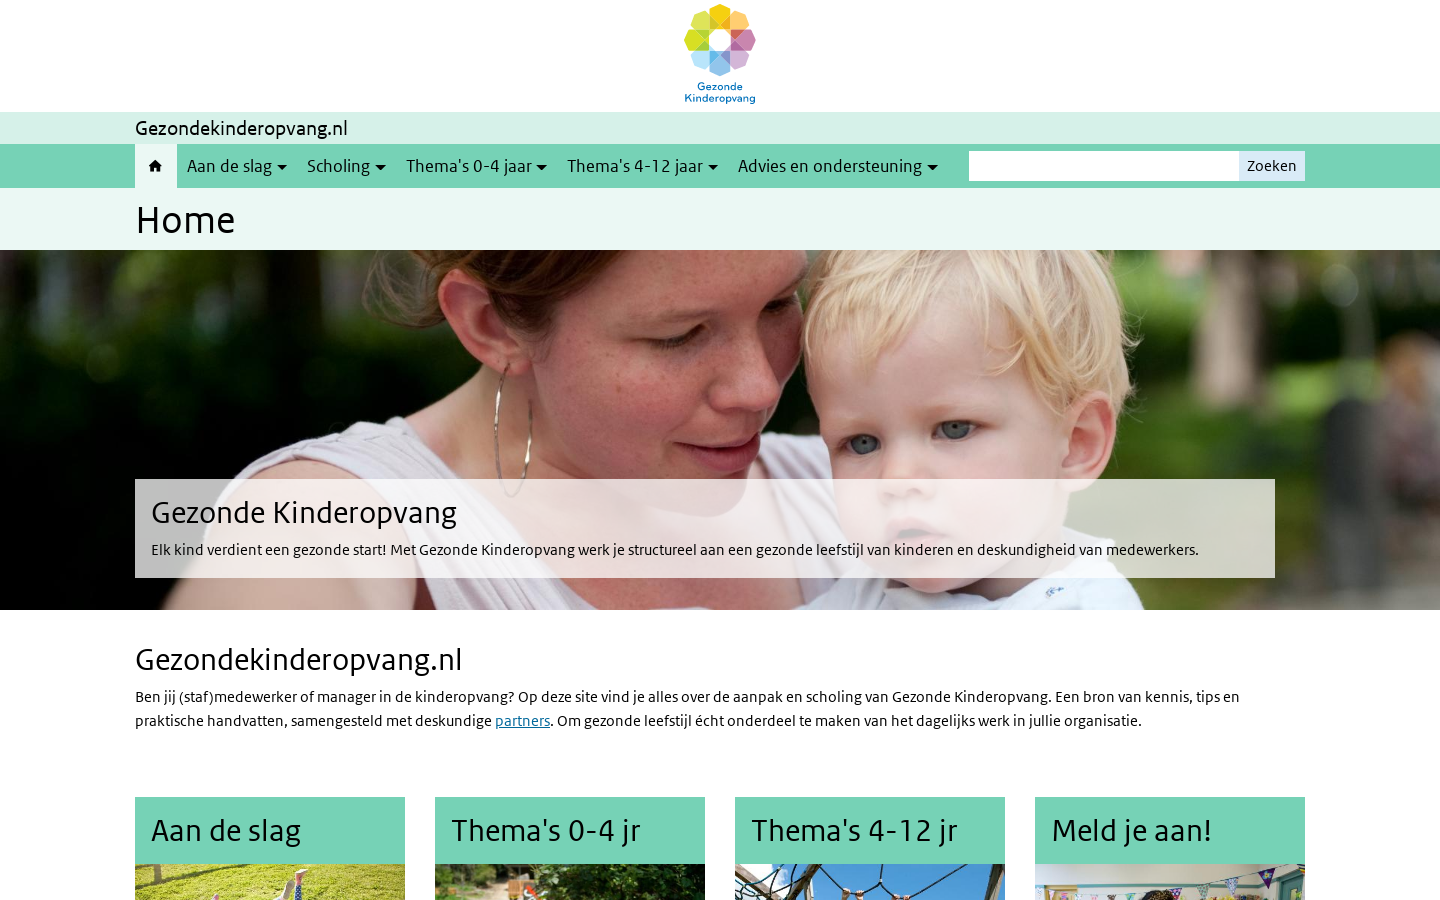 Gezonde
Kinderopvang
Gezondekinderopvang.nl
Aan de slag
Scholing
Thema's 0-4 jaar
Thema's 4-12 jaar
Advies en ondersteuning
Zoeken
Home
Gezonde Kinderopvang
Elk kind verdient een gezonde start! Met Gezonde Kinderopvang werk je structureel aan een gezonde leefstijl van kinderen en deskundigheid van medewerkers.
Gezondekinderopvang.nl
Ben jij (staf)medewerker of manager in de kinderopvang? Op deze site vind je alles over de aanpak en scholing van Gezonde Kinderopvang. Een bron van kennis, tips en
praktische handvatten, samengesteld met deskundige partners. Om gezonde leefstijl écht onderdeel te maken van het dagelijks werk in jullie organisatie.
Aan de slag
Thema's 0-4 jr
Thema's 4-12 jr
Meld je aan!